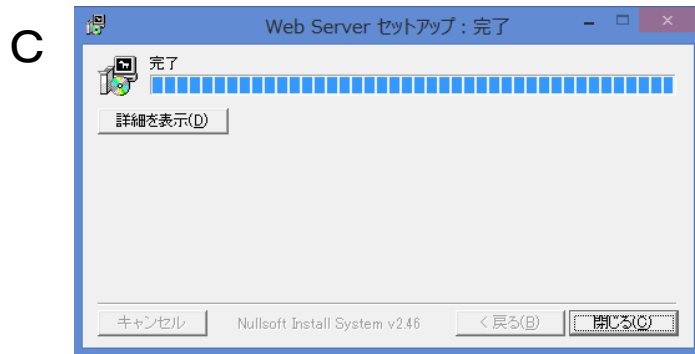 C
Web Server セットアップ : 完了
完了
詳細を表示(D)
キャンセル
Nullsoft Install System v2.46
< 戻る(B)
閉じる(C)